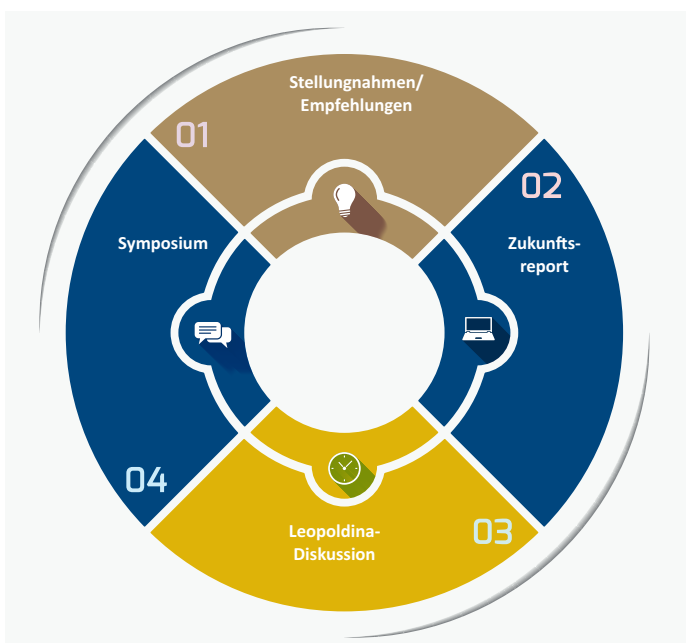 01
Stellungnahmen/
Empfehlungen
02
Zukunfts-
report
03
Leopoldina-
Diskussion
04
Symposium